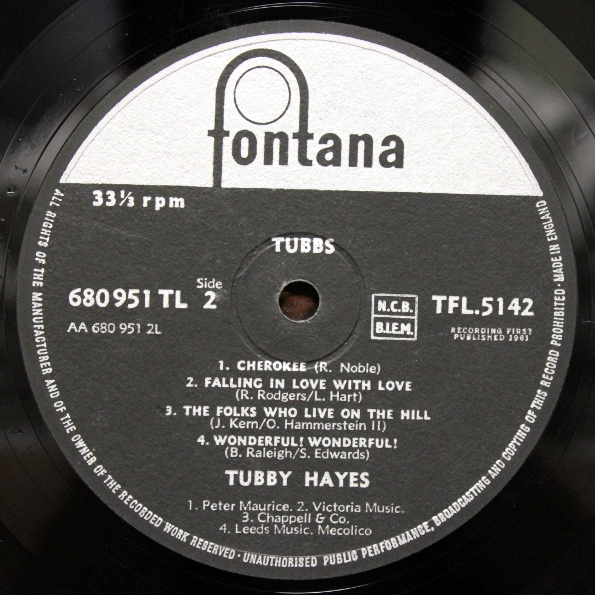 fontana
33⅓ rpm
TUBBS
680951 TL
Side
2
N.C.B.
B.I.E.M.
TFL.5142
AA 680 951 2L
RECORDING FIRST
PUBLISHED 1961
1. CHEROKEE (R. Noble)
2. FALLING IN LOVE WITH LOVE
(R. Rodgers/L. Hart)
3. THE FOLKS WHO LIVE ON THE HILL
(J. Kern/O. Hammerstein II)
4. WONDERFUL! WONDERFUL!
(B. Raleigh/S. Edwards)
TUBBY HAYES
1. Peter Maurice. 2. Victoria Music.
3. Chappell & Co.
4. Leeds Music. Mecolico
ALL RIGHTS OF THE MANUFACTURER AND OF THE OWNER OF THE RECORDED WORK RESERVED · UNAUTHORISED PUBLIC PERFORMANCE, BROADCASTING AND COPYING OF THIS RECORD PROHIBITED · MADE IN ENGLAND